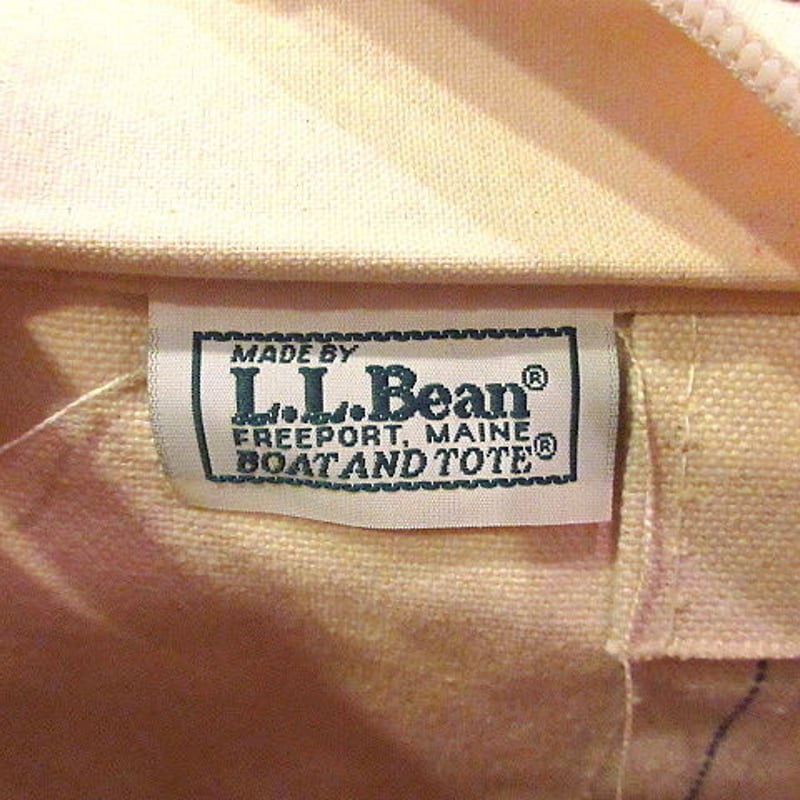 MADE BY
L.L.Bean®
FREEPORT, MAINE
BOAT AND TOTE®